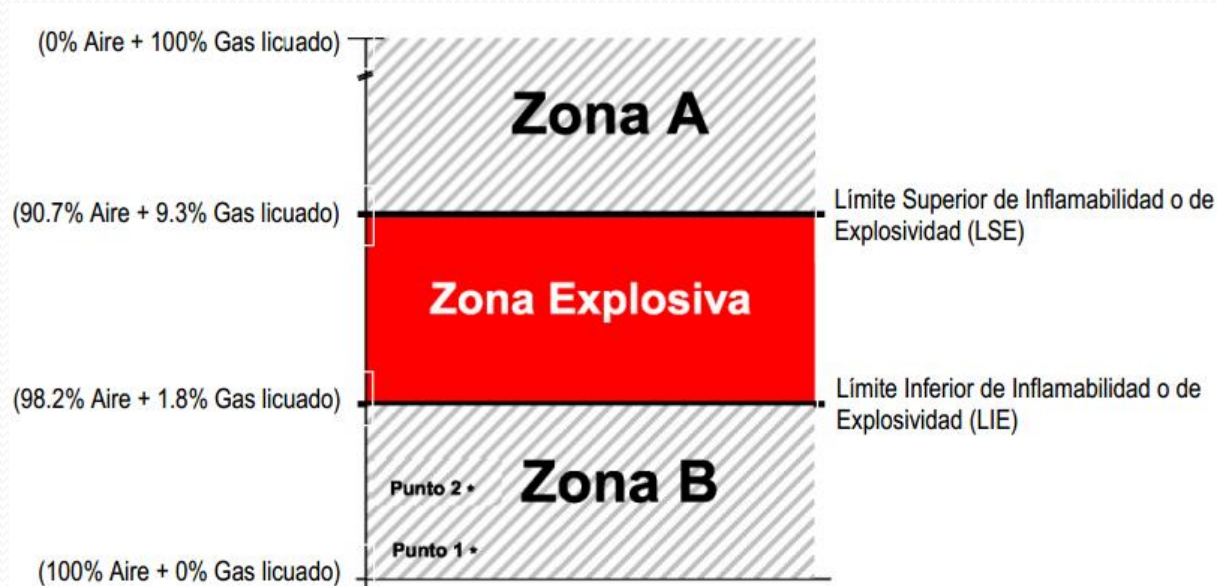 (0% Aire + 100% Gas licuado)
Zona A
(90.7% Aire + 9.3% Gas licuado)
Límite Superior de Inflamabilidad o de
Explosividad (LSE)
Zona Explosiva
(98.2% Aire + 1.8% Gas licuado)
Límite Inferior de Inflamabilidad o de
Explosividad (LIE)
Punto 2 *
Zona B
Punto 1 *
(100% Aire + 0% Gas licuado)